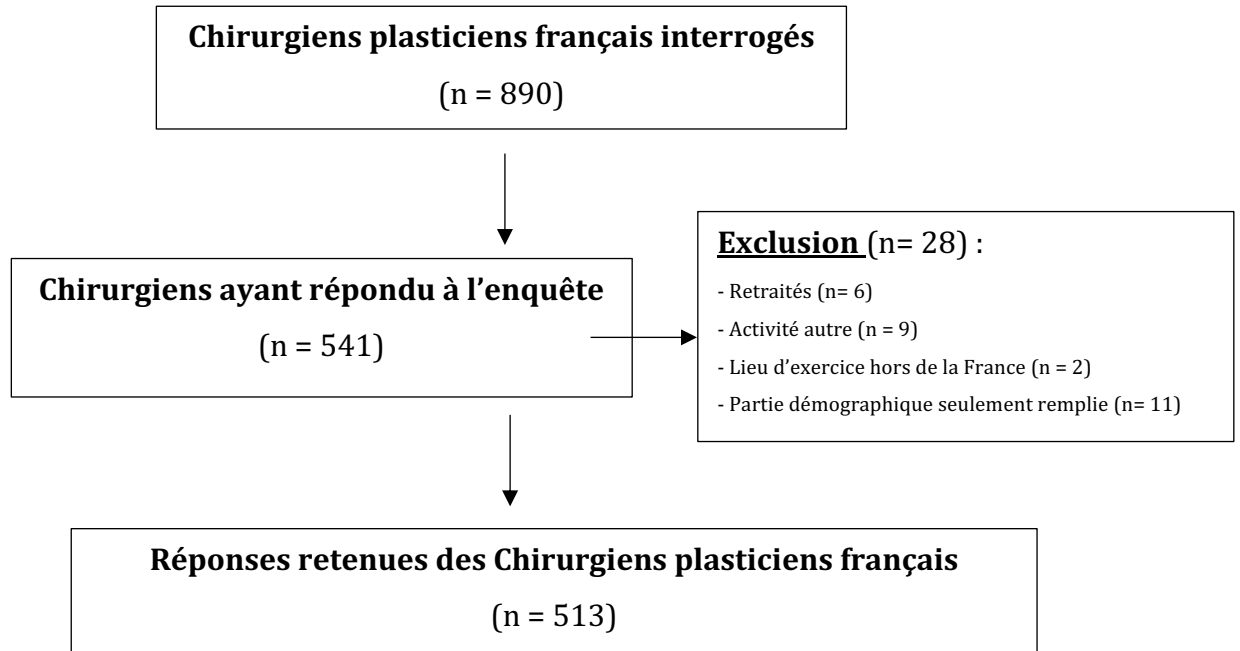 Chirurgiens plasticiens français interrogés
(n = 890)
Chirurgiens ayant répondu à l’enquête
(n = 541)
Exclusion (n= 28) :
- Retraités (n= 6)
- Activité autre (n = 9)
- Lieu d’exercice hors de la France (n = 2)
- Partie démographique seulement remplie (n= 11)
Réponses retenues des Chirurgiens plasticiens français
(n = 513)